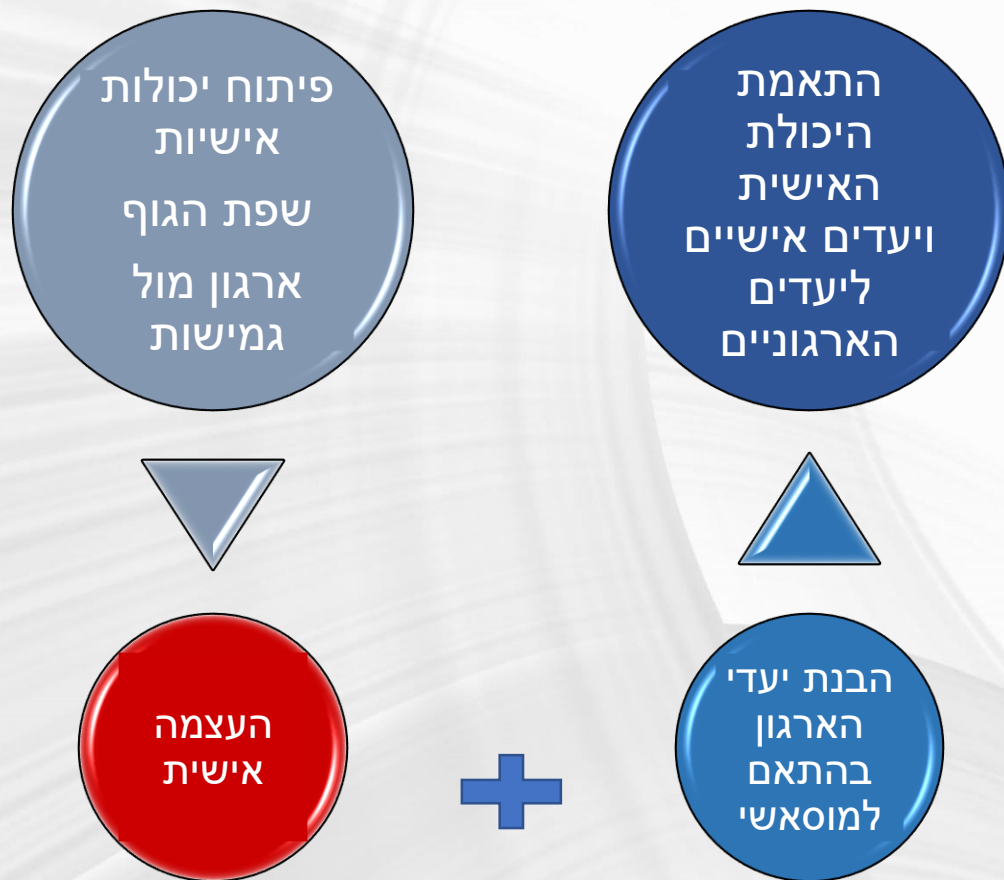 התאמת
היכולת
האישית
ויעדים אישיים
ליעדים
הארגוניים
פיתוח יכולות
אישיות
שפת הגוף
ארגון מול
גמישות
הבנת יעדי
הארגון
בהתאם
למוסאשי
העצמה
אישית